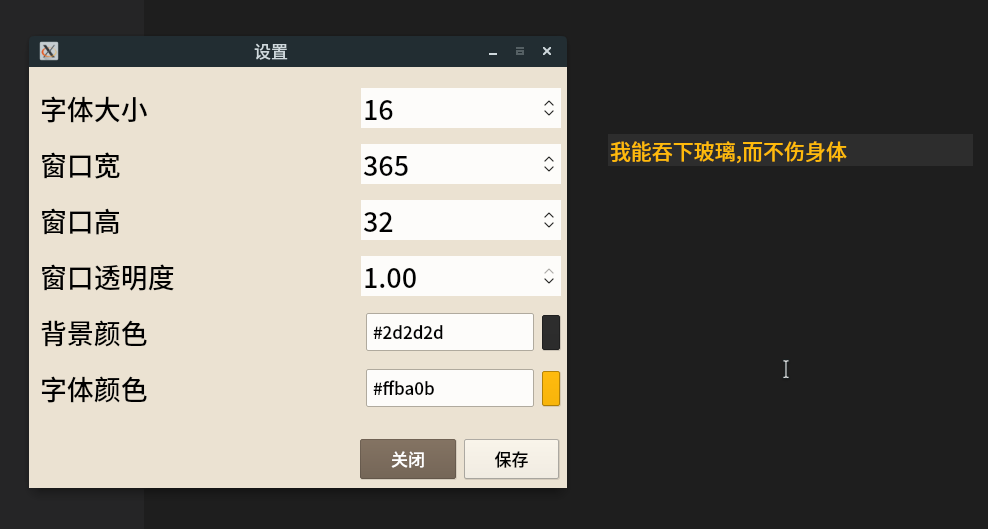 设置
字体大小 16
窗口宽 365
窗口高 32
窗口透明度 1.00
背景颜色 #2d2d2d
字体颜色 #ffba0b
关闭 保存
我能吞下玻璃,而不伤身体